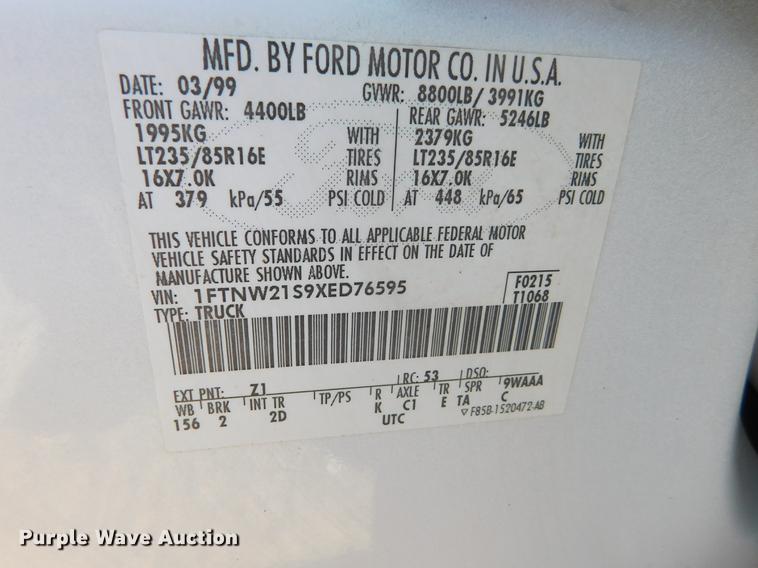 MFD. BY FORD MOTOR CO. IN U.S.A.
DATE: 03/99 GVWR: 8800LB/ 3991KG
FRONT GAWR: 4400LB REAR GAWR: 5246LB
1995KG WITH 2379KG WITH
LT235/85R16E TIRES LT235/85R16E TIRES
16X7.0K RIMS 16X7.0K RIMS
AT 379 kPa/55 PSI COLD AT 448 kPa/65 PSI COLD
THIS VEHICLE CONFORMS TO ALL APPLICABLE FEDERAL MOTOR
VEHICLE SAFETY STANDARDS IN EFFECT ON THE DATE OF
MANUFACTURE SHOWN ABOVE.
VIN: 1FTNW21S9XED76595 F0215
TYPE: TRUCK T1068
EXT PNT: Z1 RC: 53 DSO:
WB BRK INT TR TP/PS R AXLE TR SPR 9WAAA
156 2 2D K C1 E TA C
UTC ▽ F85B-1520472-AB
Purple Wave Auction